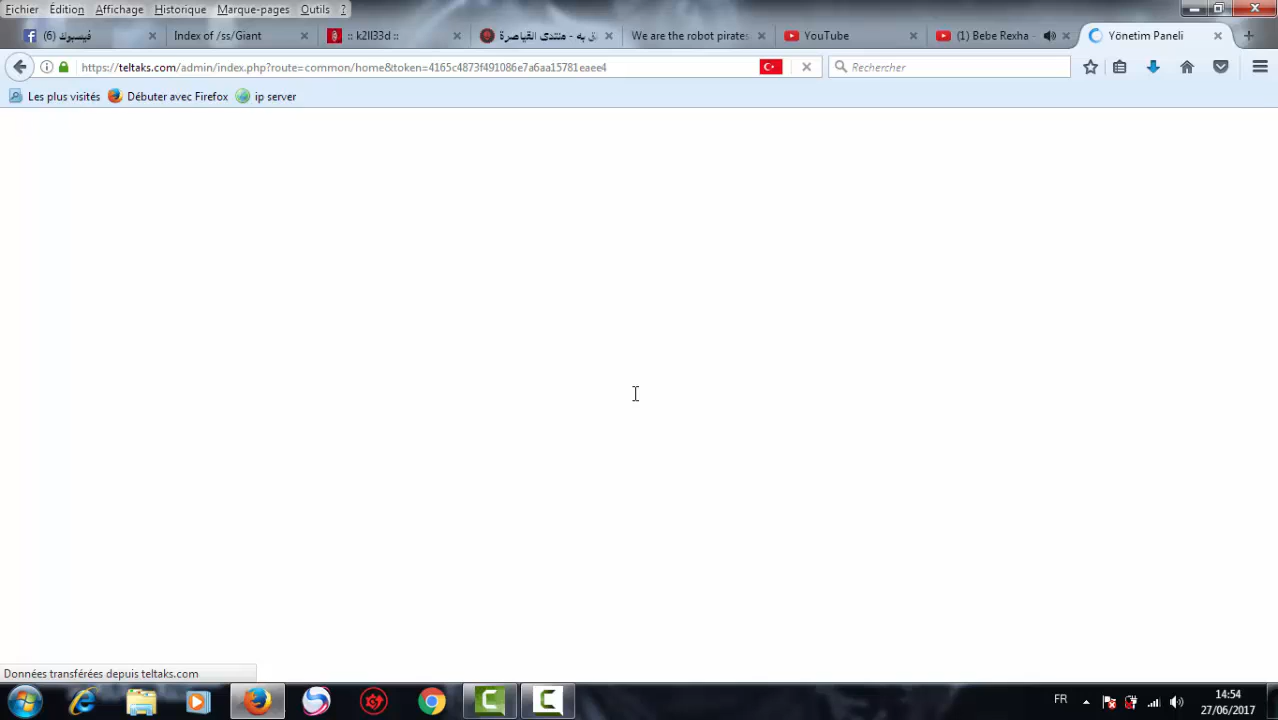 Fichier Édition Affichage Historique Marque-pages Outils ?
(6) فيسبوك
Index of /ss/Giant
:: k2ll33d ::
ق به - منتدى القياصرة
We are the robot pirates
YouTube
(1) Bebe Rexha -
Yönetim Paneli
https://teltaks.com/admin/index.php?route=common/home&token=4165c4873f491086e7a6aa15781eaee4
Rechercher
Les plus visités Débuter avec Firefox ip server
Données transférées depuis teltaks.com
FR
14:54
27/06/2017